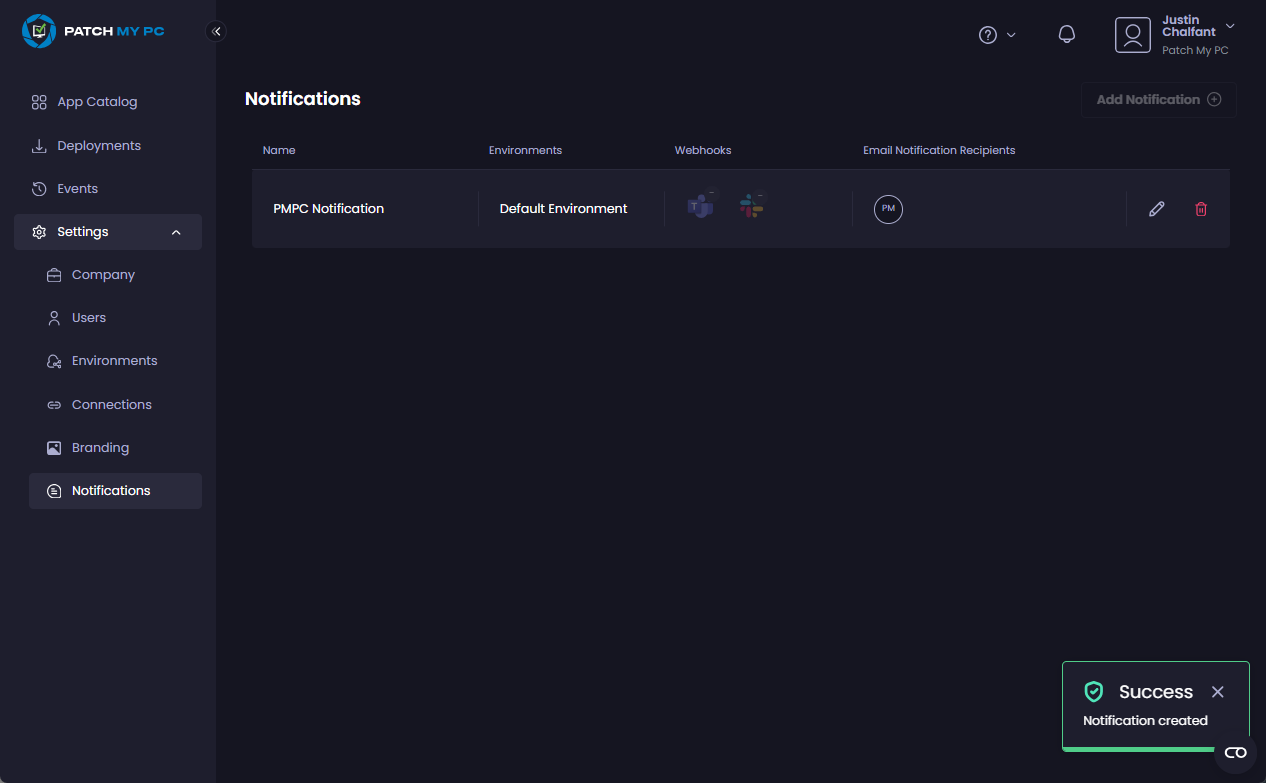 PATCH MY PC
Justin
Chalfant
Patch My PC
App Catalog
Deployments
Events
Settings
Company
Users
Environments
Connections
Branding
Notifications
Notifications
Add Notification
Name Environments Webhooks Email Notification Recipients
PMPC Notification Default Environment T PM
Success
Notification created